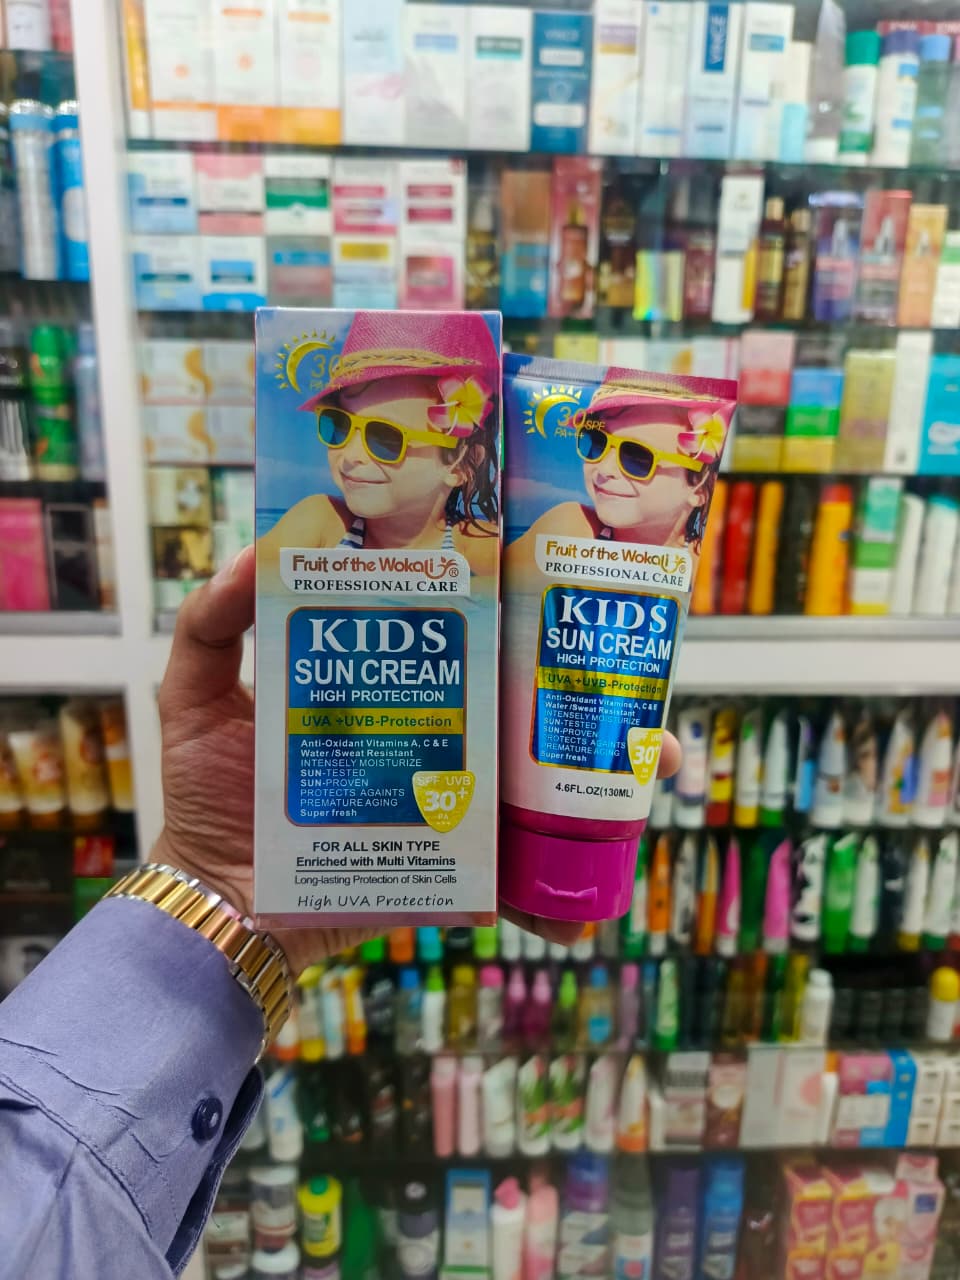 30
PA+++
Fruit of the Wokali ®
PROFESSIONAL CARE
KIDS
SUN CREAM
HIGH PROTECTION
UVA +UVB-Protection
Anti-Oxidant Vitamins A, C & E
Water /Sweat Resistant
INTENSELY MOISTURIZE
SUN-TESTED
SUN-PROVEN
PROTECTS AGAINTS
PREMATURE AGING
Super fresh
SPF UVB
30+
PA
+++
FOR ALL SKIN TYPE
Enriched with Multi Vitamins
Long-lasting Protection of Skin Cells
High UVA Protection
30 SPF
PA+++
Fruit of the Wokali ®
PROFESSIONAL CARE
KIDS
SUN CREAM
HIGH PROTECTION
UVA +UVB-Protection
Anti-Oxidant Vitamins A, C & E
Water /Sweat Resistant
INTENSELY MOISTURIZE
SUN-TESTED
SUN-PROVEN
PROTECTS AGAINTS
PREMATURE AGING
Super fresh
SPF UVB
30+
4.6FL.OZ(130ML)